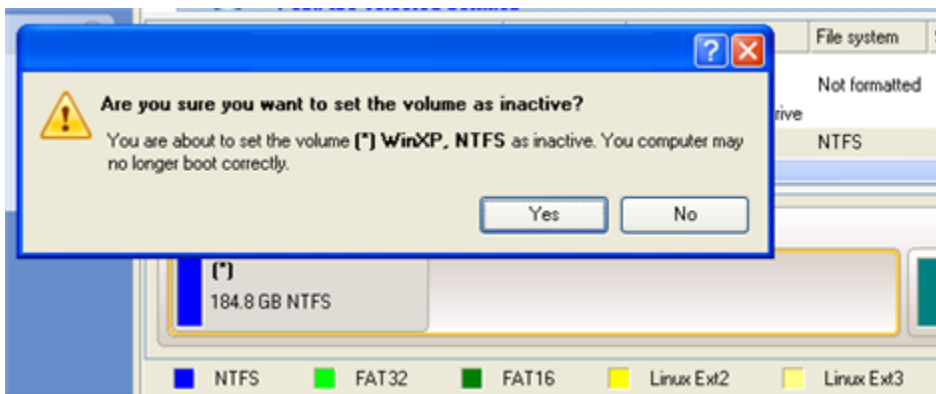 File system
Not formatted
rive
NTFS
?
Are you sure you want to set the volume as inactive?
You are about to set the volume (*) WinXP, NTFS as inactive. You computer may
no longer boot correctly.
Yes No
(*)
184.8 GB NTFS
NTFS FAT32 FAT16 Linux Ext2 Linux Ext3